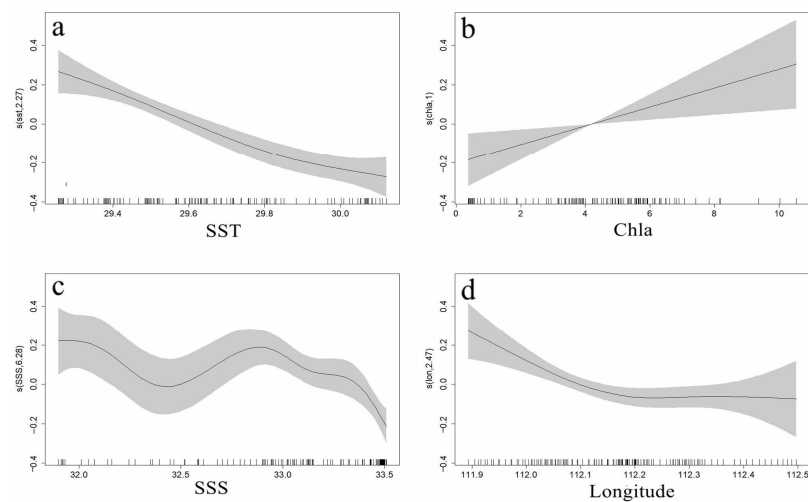 a
s(sst,2.27)
0.4
0.2
0.0
-0.2
-0.4
29.4 29.6 29.8 30.0
SST
b
s(chla,1)
0.4
0.2
0.0
-0.2
-0.4
0 2 4 6 8 10
Chla
c
s(SSS,6.28)
0.4
0.2
0.0
-0.2
-0.4
32.0 32.5 33.0 33.5
SSS
d
s(lon,2.47)
0.4
0.2
0.0
-0.2
-0.4
111.9 112.0 112.1 112.2 112.3 112.4 112.5
Longitude